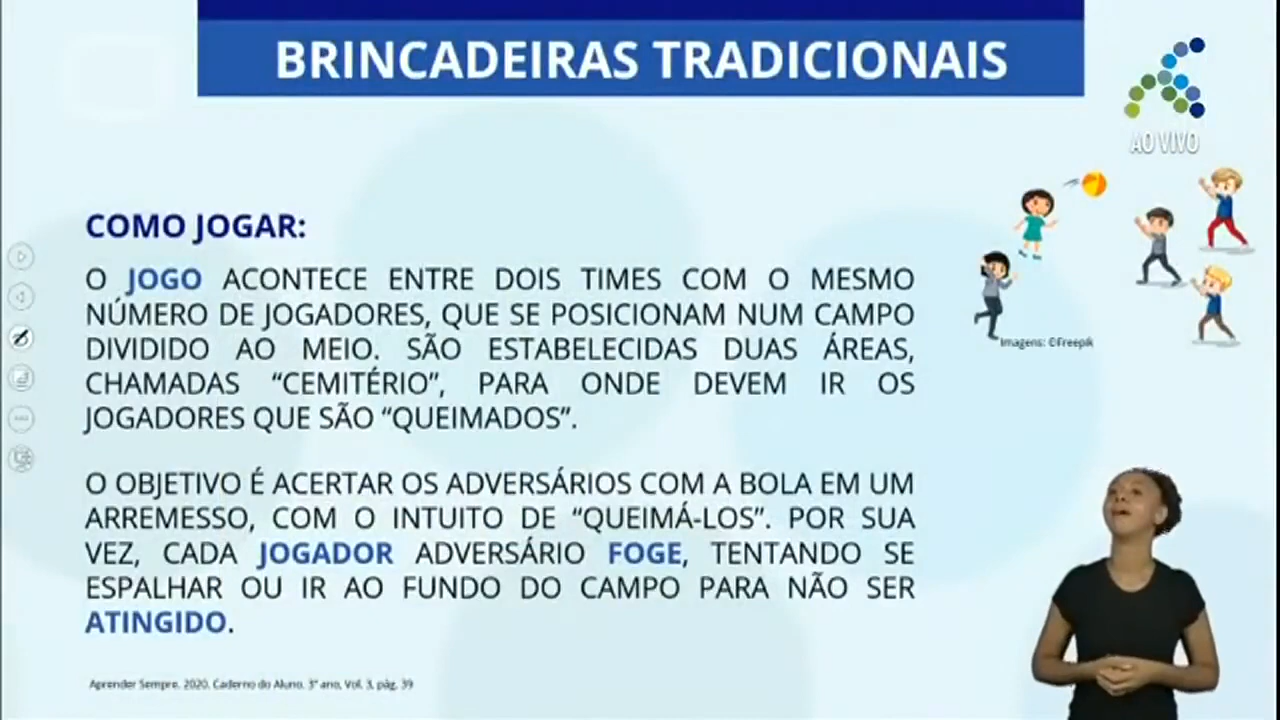 BRINCADEIRAS TRADICIONAIS
AO VIVO
COMO JOGAR:
O JOGO ACONTECE ENTRE DOIS TIMES COM O MESMO
NÚMERO DE JOGADORES, QUE SE POSICIONAM NUM CAMPO
DIVIDIDO AO MEIO. SÃO ESTABELECIDAS DUAS ÁREAS,
CHAMADAS “CEMITÉRIO”, PARA ONDE DEVEM IR OS
JOGADORES QUE SÃO “QUEIMADOS”.
Imagens: ©Freepik
O OBJETIVO É ACERTAR OS ADVERSÁRIOS COM A BOLA EM UM
ARREMESSO, COM O INTUITO DE “QUEIMÁ-LOS”. POR SUA
VEZ, CADA JOGADOR ADVERSÁRIO FOGE, TENTANDO SE
ESPALHAR OU IR AO FUNDO DO CAMPO PARA NÃO SER
ATINGIDO.
Aprender Sempre. 2020. Caderno do Aluno. 3º ano, Vol. 3, pág. 39